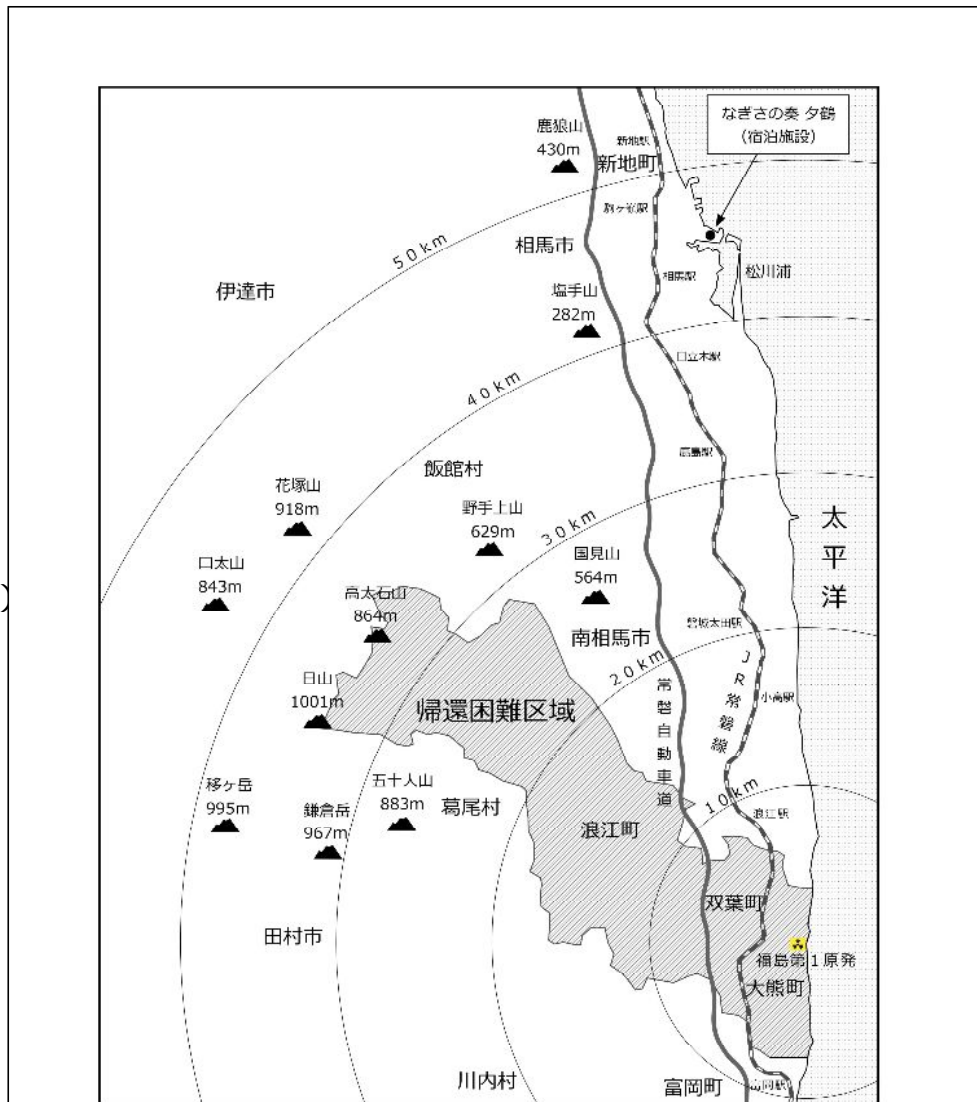 なぎさの奏 夕鶴
(宿泊施設)
鹿狼山
430m
新地駅
新地町
駒ヶ嶺駅
50km
相馬市
伊達市
相馬駅
松川浦
塩手山
282m
40km
日立木駅
飯館村
鹿島駅
花塚山
918m
野手上山
629m
30km
太平洋
国見山
564m
口太山
843m
高太石山
864m
磐城太田駅
南相馬市
20km
JR常磐線
日山
1001m
常磐自動車道
小高駅
帰還困難区域
移ヶ岳
995m
五十人山
883m
葛尾村
10km
浪江駅
鎌倉岳
967m
浪江町
双葉町
田村市
福島第1原発
大熊町
川内村
富岡町
富岡駅
)